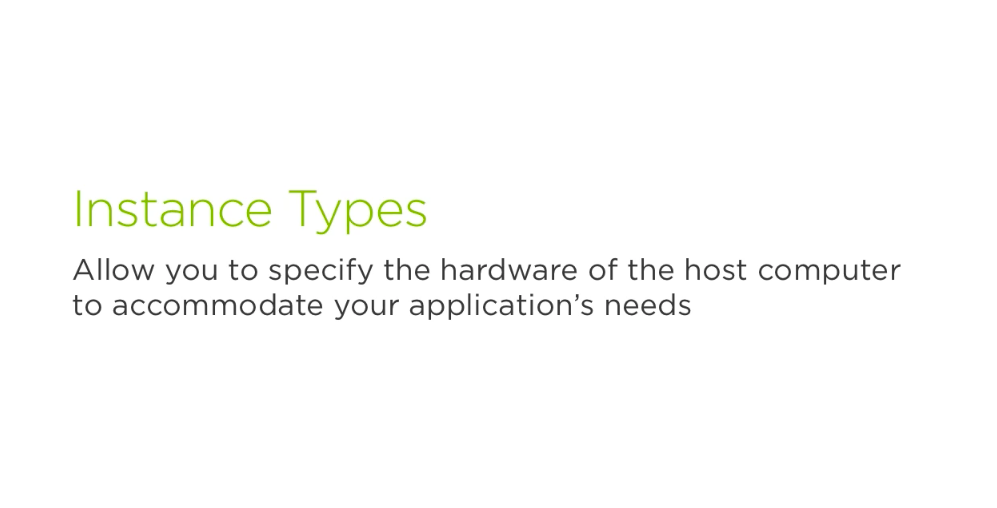 Instance Types
Allow you to specify the hardware of the host computer
to accommodate your application’s needs